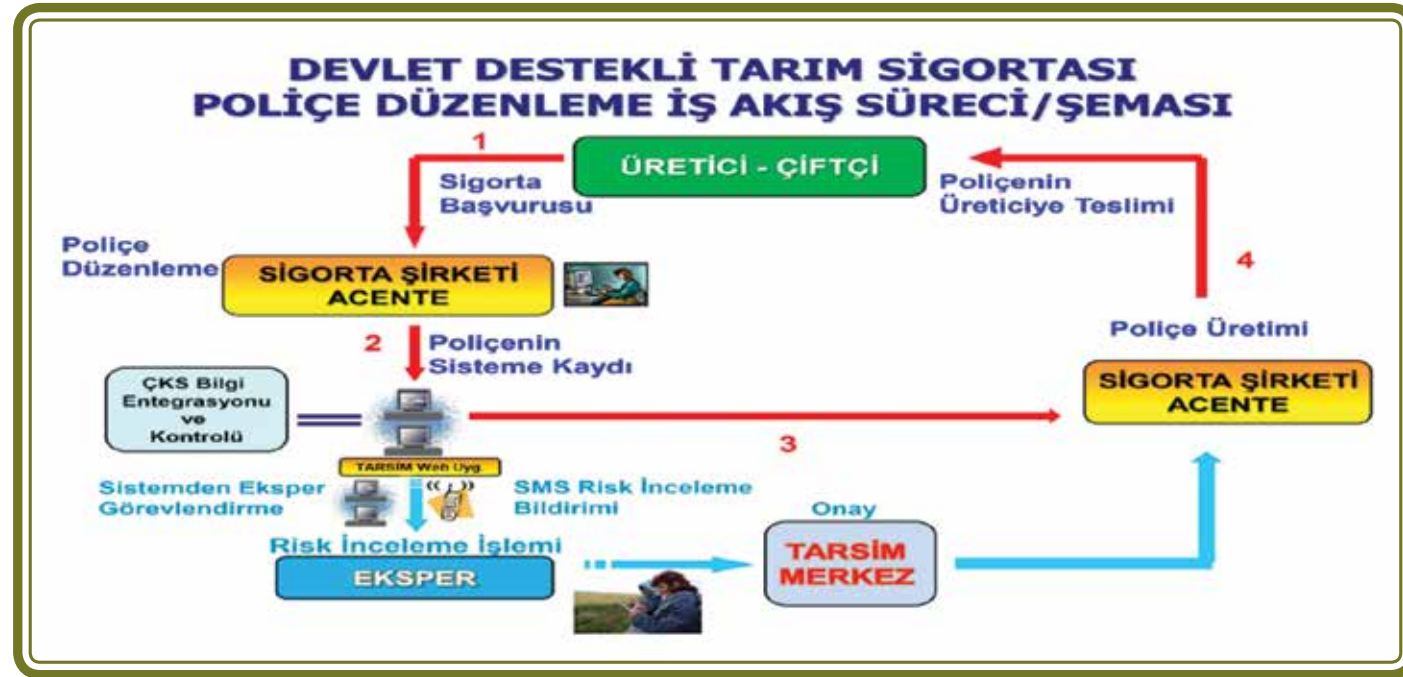 DEVLET DESTEKLİ TARIM SİGORTASI
POLİÇE DÜZENLEME İŞ AKIŞ SÜRECİ/ŞEMASI
1
ÜRETİCİ - ÇİFTÇİ
Sigorta
Başvurusu
Poliçenin
Üreticiye Teslimi
Poliçe
Düzenleme
SİGORTA ŞİRKETİ
ACENTE
4
2
Poliçenin
Sisteme Kaydı
Poliçe Üretimi
ÇKS Bilgi
Entegrasyonu
ve
Kontrolü
SİGORTA ŞİRKETİ
ACENTE
3
TARSİM Web Uyg.
Sistemden Eksper
Görevlendirme
SMS Risk İnceleme
Bildirimi
Onay
Risk İnceleme İşlemi
EKSPER
TARSİM
MERKEZ